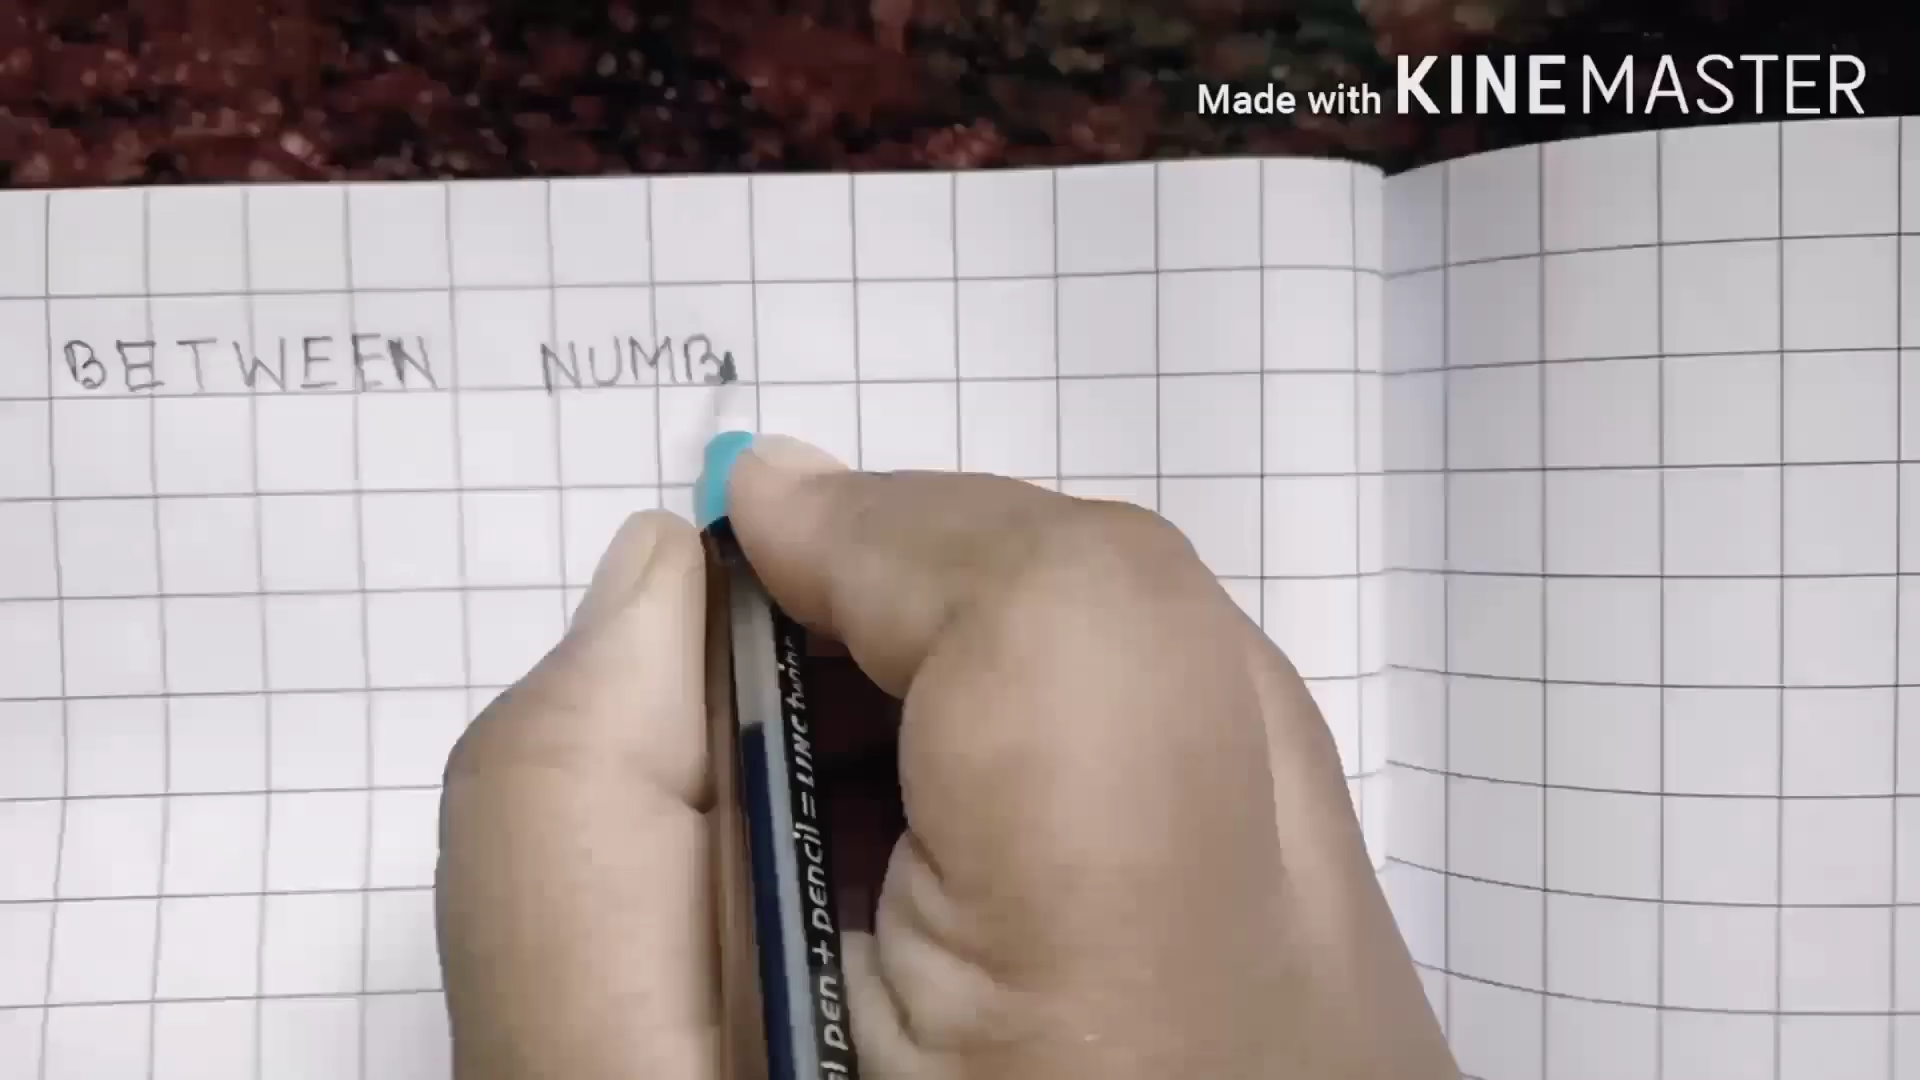 Made with KINEMASTER
BETWEEN NUMB
pen + pencil = LINC